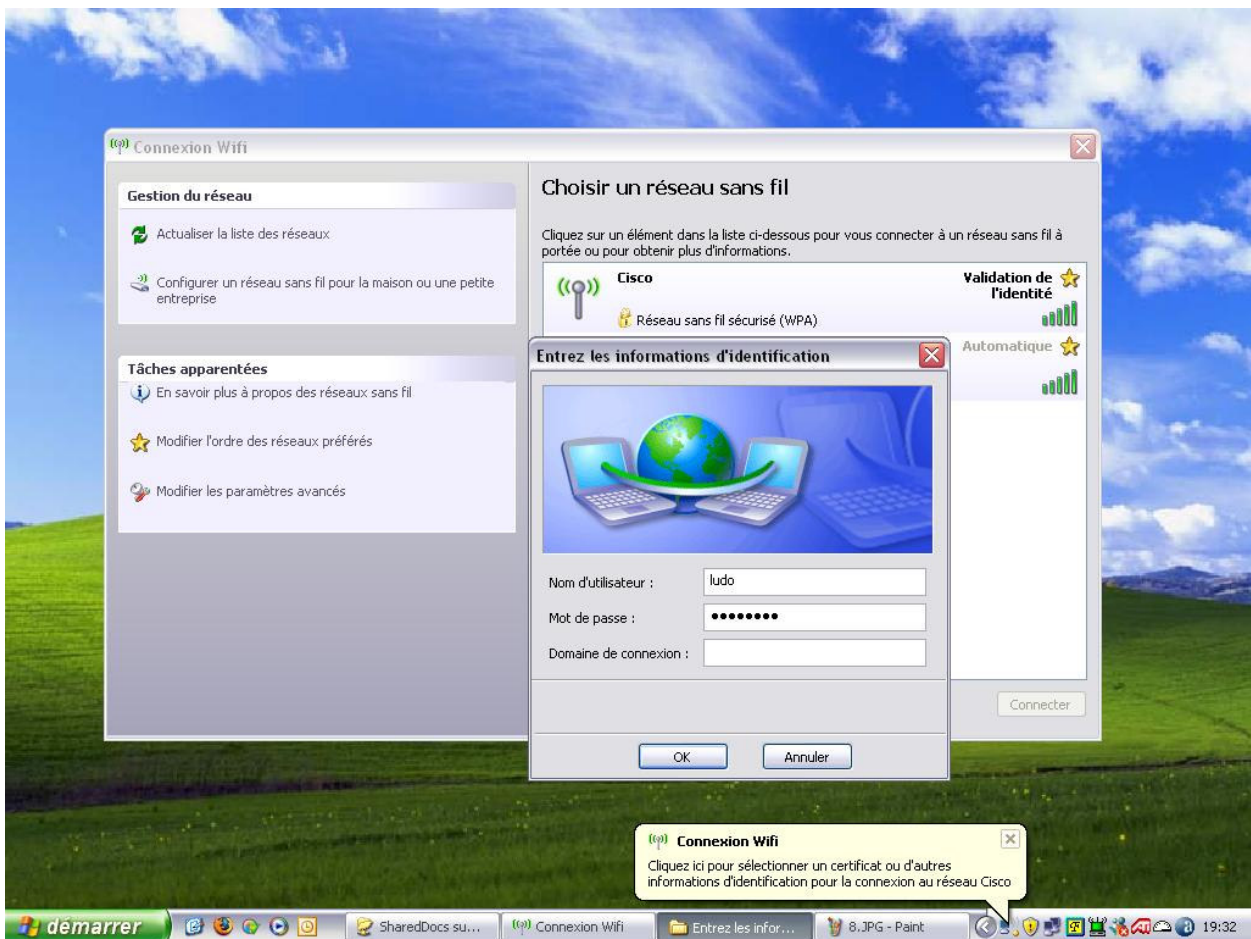 Connexion Wifi
Gestion du réseau
Actualiser la liste des réseaux
Configurer un réseau sans fil pour la maison ou une petite
entreprise
Tâches apparentées
En savoir plus à propos des réseaux sans fil
Modifier l'ordre des réseaux préférés
Modifier les paramètres avancés
Choisir un réseau sans fil
Cliquez sur un élément dans la liste ci-dessous pour vous connecter à un réseau sans fil à
portée ou pour obtenir plus d'informations.
Cisco
Validation de
l'identité
Réseau sans fil sécurisé (WPA)
Automatique
Entrez les informations d'identification
Nom d'utilisateur :
ludo
Mot de passe :
••••••••
Domaine de connexion :
OK
Annuler
Connecter
Connexion Wifi
Cliquez ici pour sélectionner un certificat ou d'autres
informations d'identification pour la connexion au réseau Cisco
démarrer
SharedDocs su...
Connexion Wifi
Entrez les infor...
8.JPG - Paint
19:32